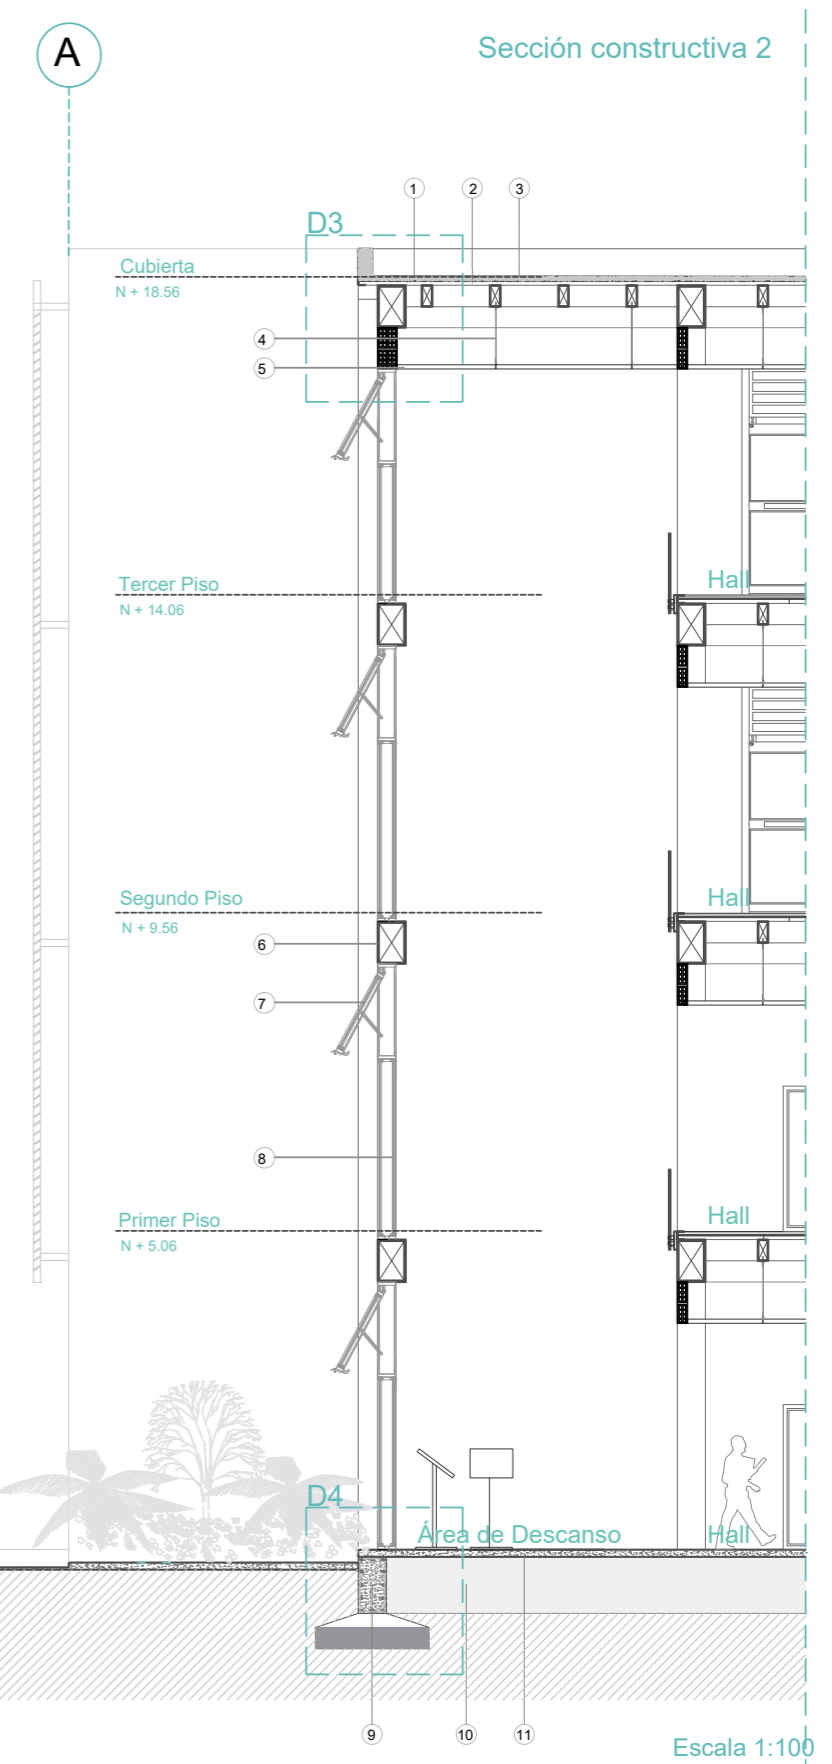 A
Sección constructiva 2
1
2
3
D3
Cubierta
N + 18.56
4
5
Tercer Piso
N + 14.06
Hall
Segundo Piso
N + 9.56
Hall
6
7
8
Primer Piso
N + 5.06
Hall
D4
Área de Descanso
Hall
9
10
11
Escala 1:100